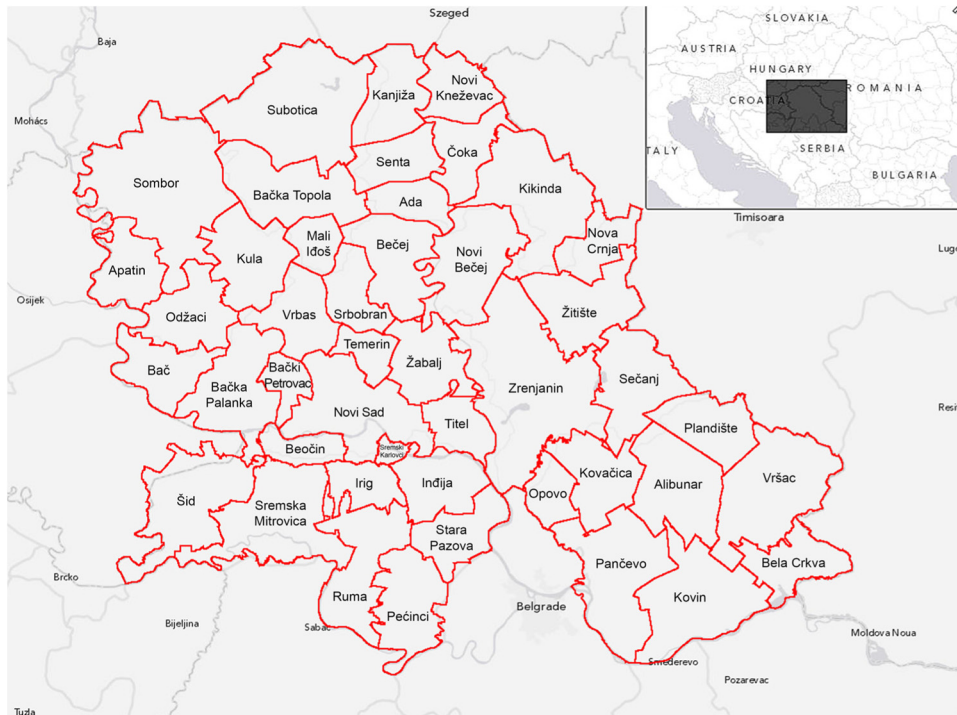 Szeged
Baja
Mohács
Osijek
Brcko
Bijeljina
Tuzla
Sabac
Belgrade
Smederevo
Pozarevac
Moldova Noua
Timisoara
SLOVAKIA
AUSTRIA
HUNGARY
CROATIA
ROMANIA
SERBIA
TALY
BULGARIA
Subotica
Kanjiža
Novi
Kneževac
Senta
Čoka
Sombor
Bačka Topola
Ada
Kikinda
Apatin
Kula
Mali
Iđoš
Bečej
Novi
Bečej
Nova
Crnja
Odžaci
Vrbas
Srbobran
Žitište
Temerin
Bač
Bačka
Palanka
Bački
Petrovac
Žabalj
Sečanj
Zrenjanin
Novi Sad
Titel
Plandište
Beočin
Sremski
Karlovci
Šid
Sremska
Mitrovica
Irig
Inđija
Opovo
Kovačica
Alibunar
Vršac
Stara
Pazova
Pančevo
Bela Crkva
Ruma
Pećinci
Kovin